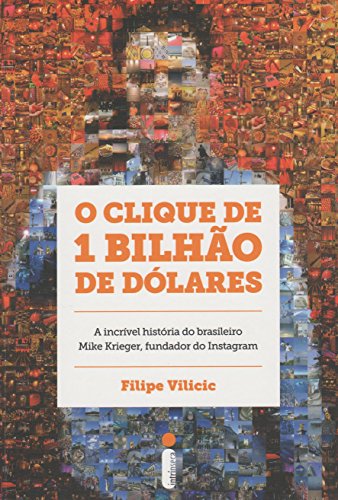 O CLIQUE DE
1 BILHÃO
DE DÓLARES
A incrível história do brasileiro
Mike Krieger, fundador do Instagram
Filipe Vilicic
intrínseca